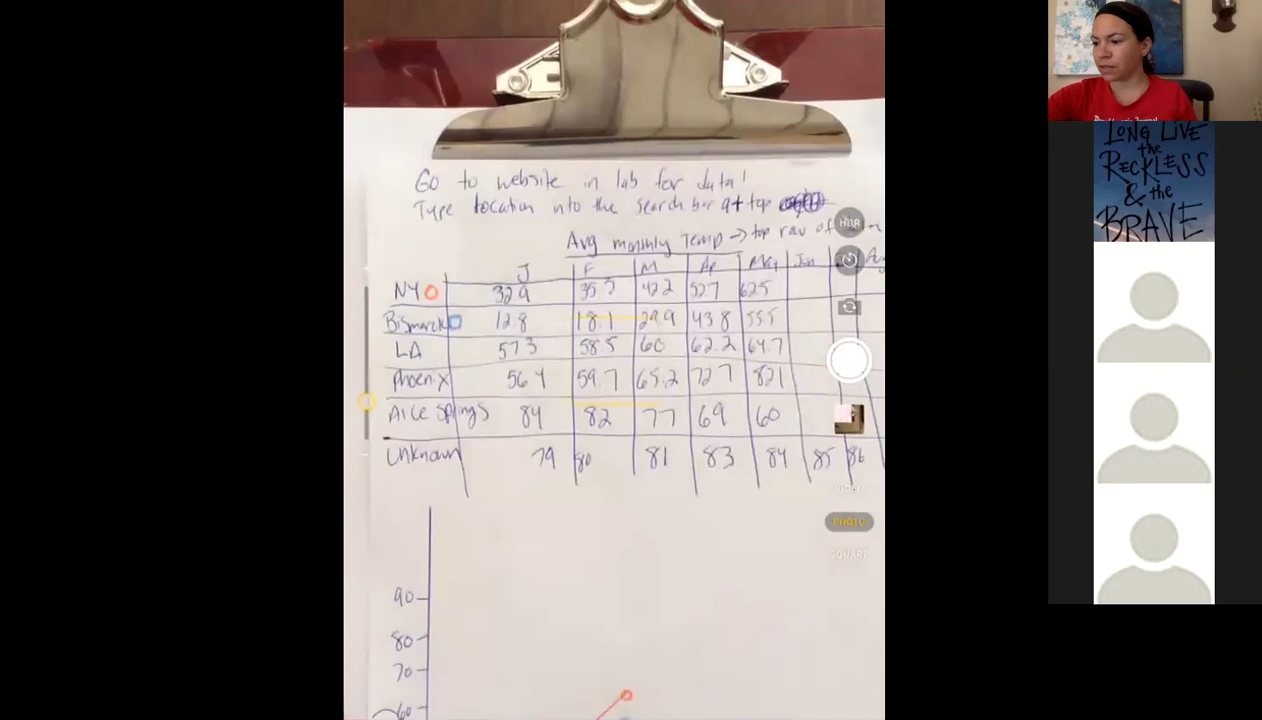 Go to website in lab for data!
Type location into the search bar at top
Avg monthly Temp → top row of
J F M Ap May Jun
NY 32.9 35.5 42.2 52.7 62.5
Bismarck 12.8 18.1 29.9 43.8 55.5
LA 57.3 58.5 60 62.2 64.7
Phoenix 56.4 59.7 65.2 72.7 82.1
Alice Springs 84 82 77 69 60
Unknown 79 80 81 83 84 85 86
90
80
70
60
HDR
VIDEO
PHOTO
SQUARE
LONG LIVE
the
RECKLESS
& the
BRAVE